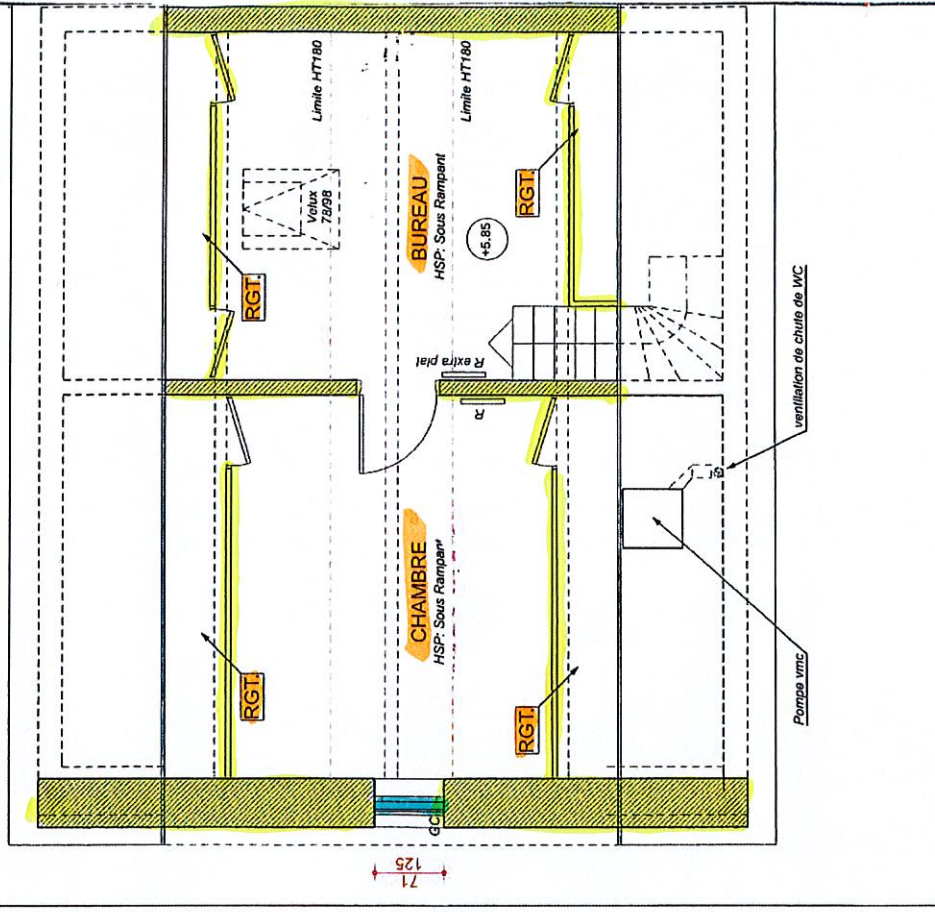 Limite HT180
Limite HT180
Velux
78/98
RGT.
BUREAU
HSP: Sous Rampant
RGT.
+5.85
R extra plat
R
ventilation de chute de WC
CHAMBRE
HSP: Sous Rampant
RGT.
RGT.
Pompe vmc
GC
71
125